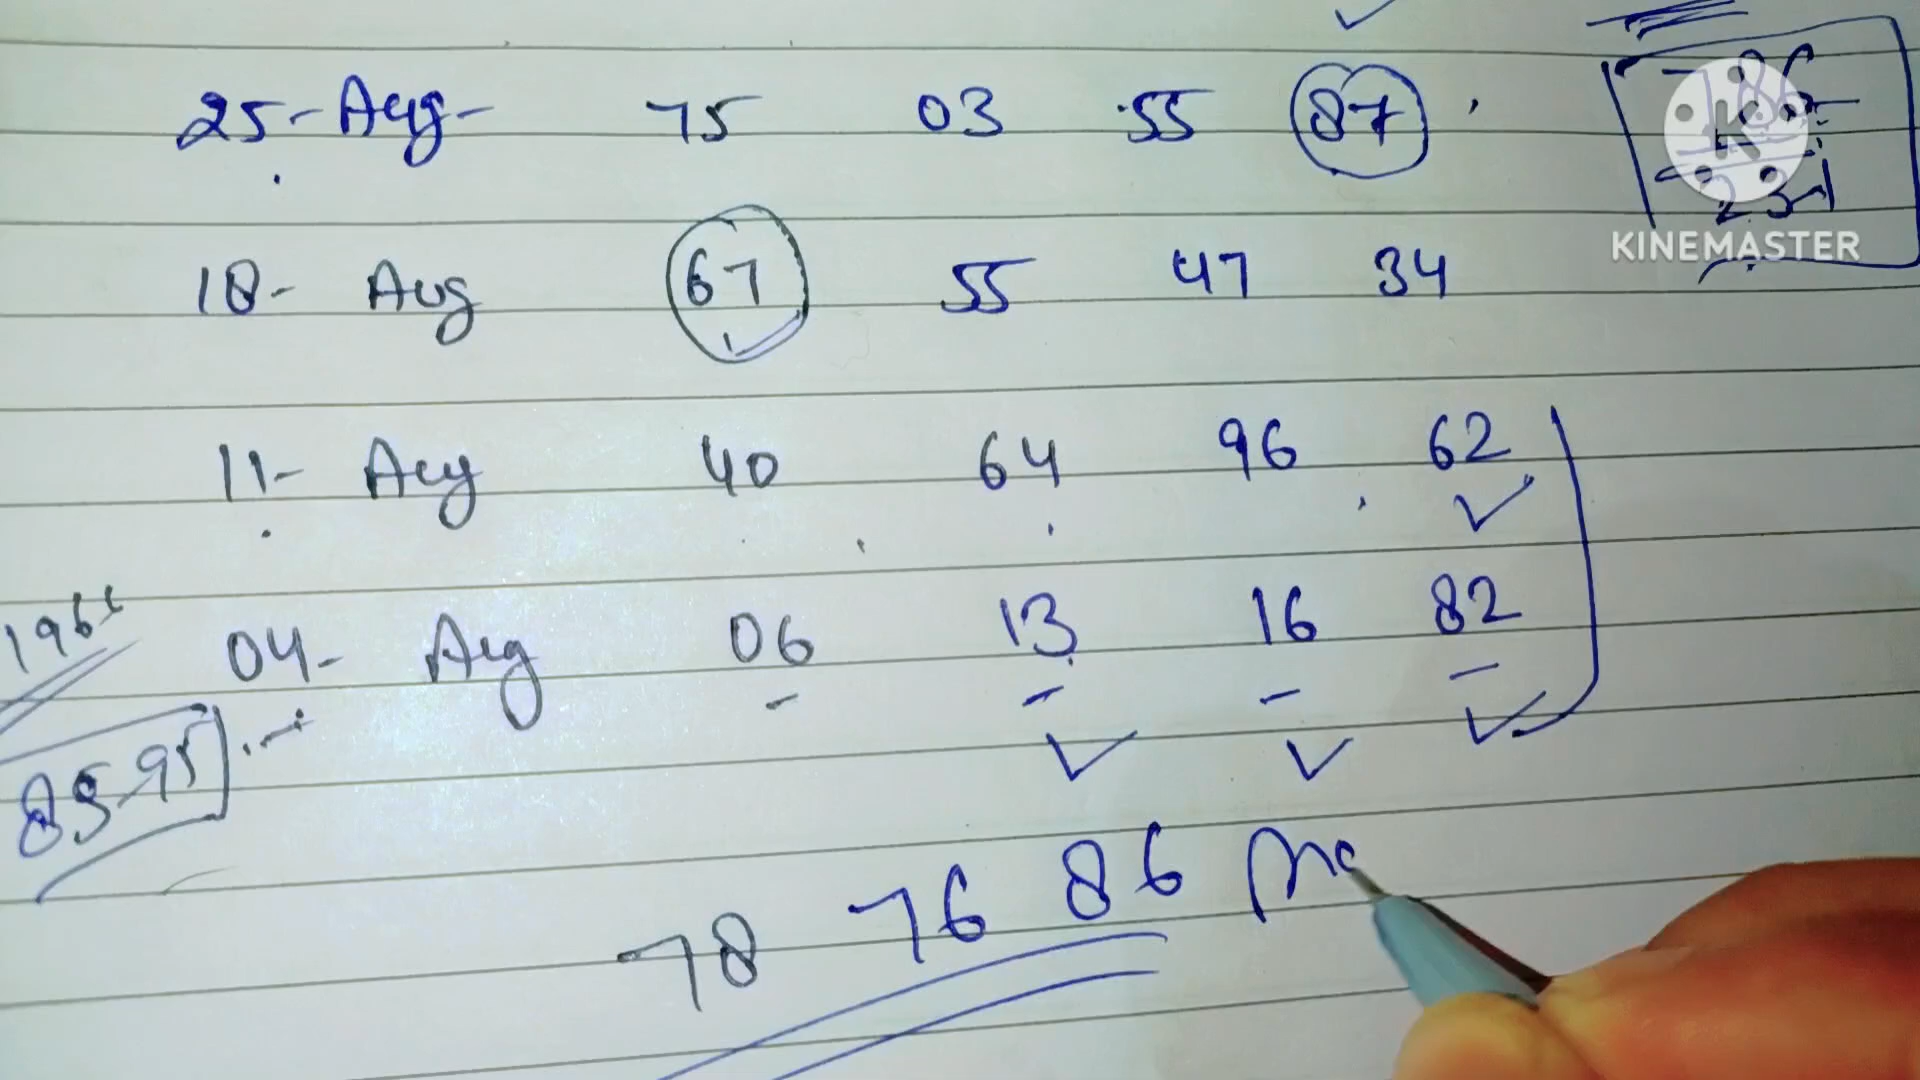 25-Aug- 75 03 55 87
KINEMASTER
18- Aug 67 55 47 34
11- Aug 40 64 96 62
04- Aug 06 13 16 82
196
85-95
78 76 86